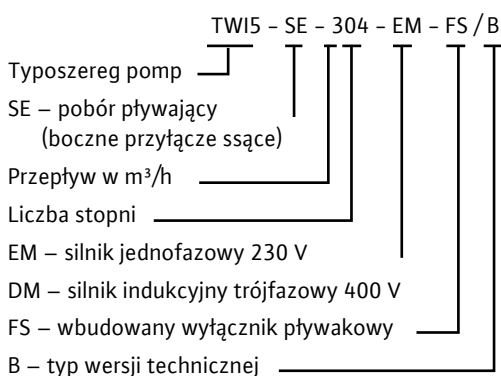 TWI5 – SE – 304 – EM – FS / B
Typoszereg pomp
SE – pobór pływający
(boczne przyłącze ssące)
Przepływ w m³/h
Liczba stopni
EM – silnik jednofazowy 230 V
DM – silnik indukcyjny trójfazowy 400 V
FS – wbudowany wyłącznik pływakowy
B – typ wersji technicznej